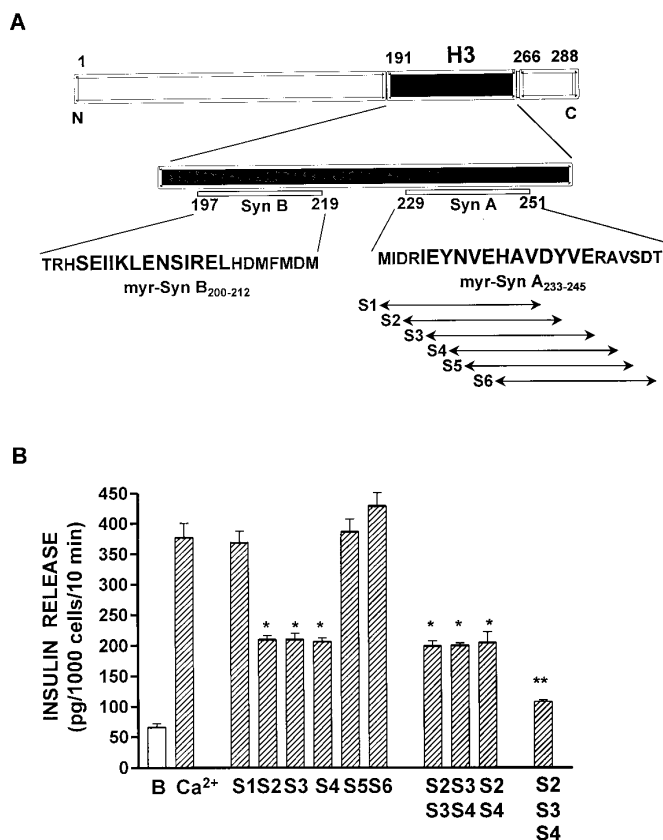 A
1 191 H3 266 288
N C
197 Syn B 219 229 Syn A 251
TRHSEIIKLENSIRELHDMFMDM MIDRIEYNVEHAVDYVERAVSDT
myr-Syn B200-212 myr-Syn A233-245
S1
S2
S3
S4
S5
S6
B
INSULIN RELEASE
(pg/1000 cells/10 min)
450
400
350
300
250
200
150
100
50
0
* * * * * * **
B Ca2+ S1 S2 S3 S4 S5 S6 S2 S3 S2 S2
S3 S4 S4 S3
S4